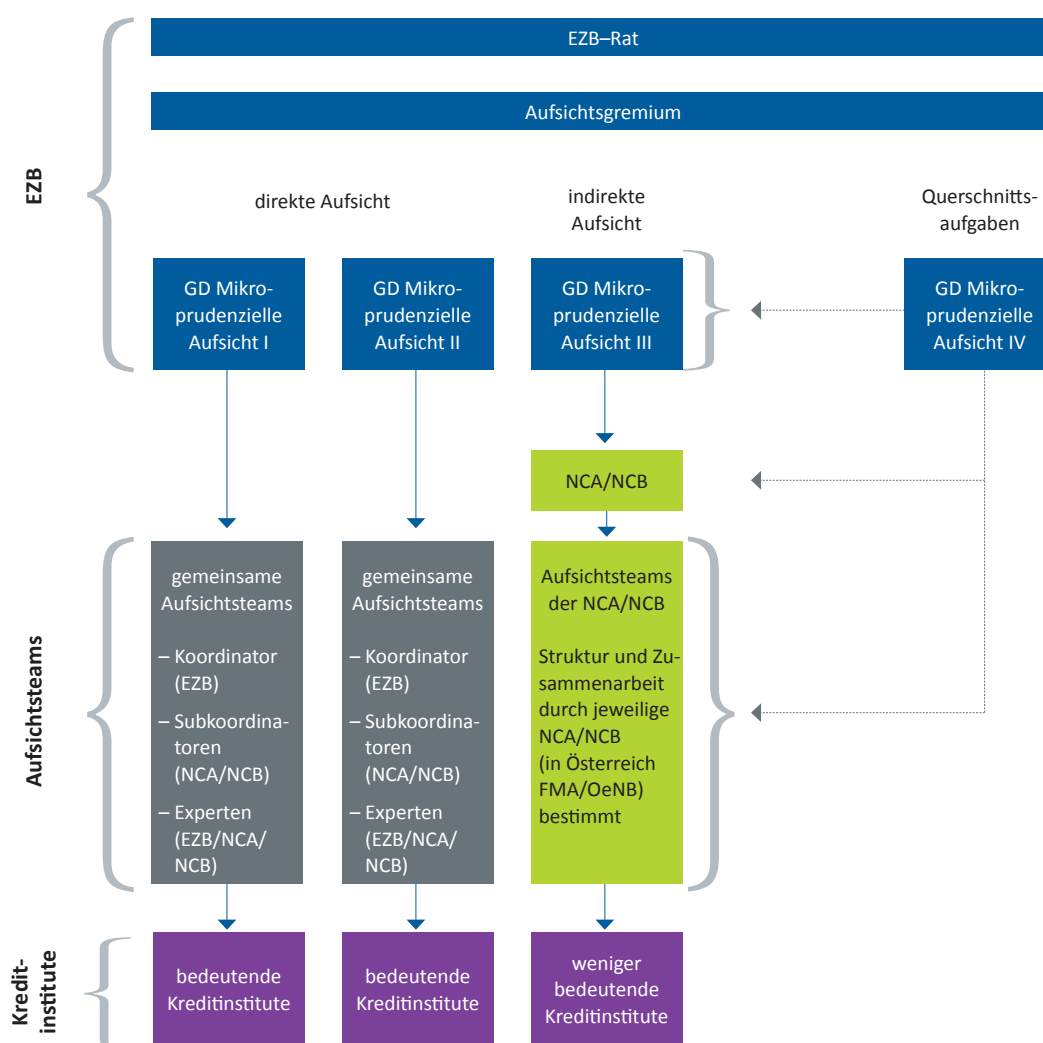 EZB
EZB–Rat
Aufsichtsgremium
direkte Aufsicht
indirekte
Aufsicht
Querschnitts-
aufgaben
GD Mikro-
prudenzielle
Aufsicht I
GD Mikro-
prudenzielle
Aufsicht II
GD Mikro-
prudenzielle
Aufsicht III
GD Mikro-
prudenzielle
Aufsicht IV
NCA/NCB
Aufsichtsteams
gemeinsame
Aufsichtsteams
– Koordinator
(EZB)
– Subkoordina-
toren
(NCA/NCB)
– Experten
(EZB/NCA/
NCB)
gemeinsame
Aufsichtsteams
– Koordinator
(EZB)
– Subkoordina-
toren
(NCA/NCB)
– Experten
(EZB/NCA/
NCB)
Aufsichtsteams
der NCA/NCB
Struktur und Zu-
sammenarbeit
durch jeweilige
NCA/NCB
(in Österreich
FMA/OeNB)
bestimmt
Kredit-
institute
bedeutende
Kreditinstitute
bedeutende
Kreditinstitute
weniger
bedeutende
Kreditinstitute